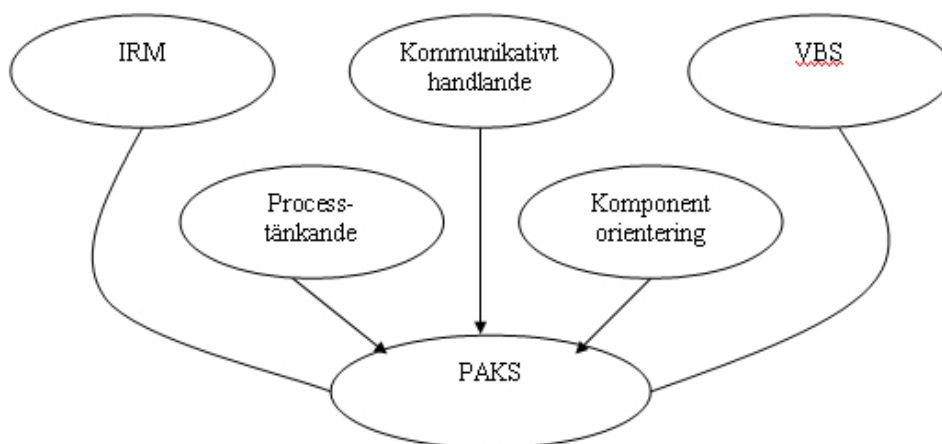 IRM
Kommunikativt
handlande
VBS
Process-
tänkande
Komponent
orientering
PAKS